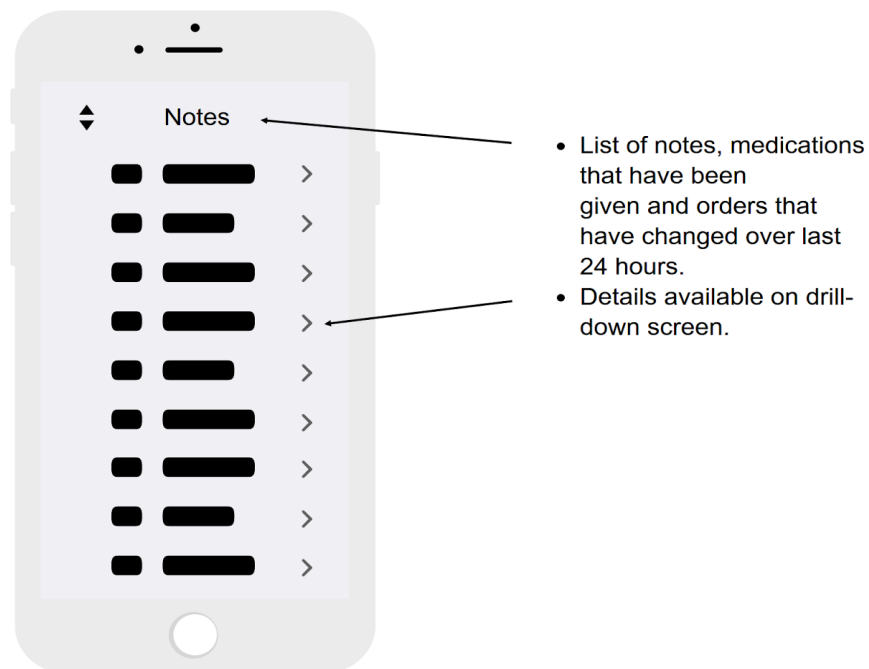 Notes
• List of notes, medications
that have been
given and orders that
have changed over last
24 hours.
• Details available on drill-
down screen.